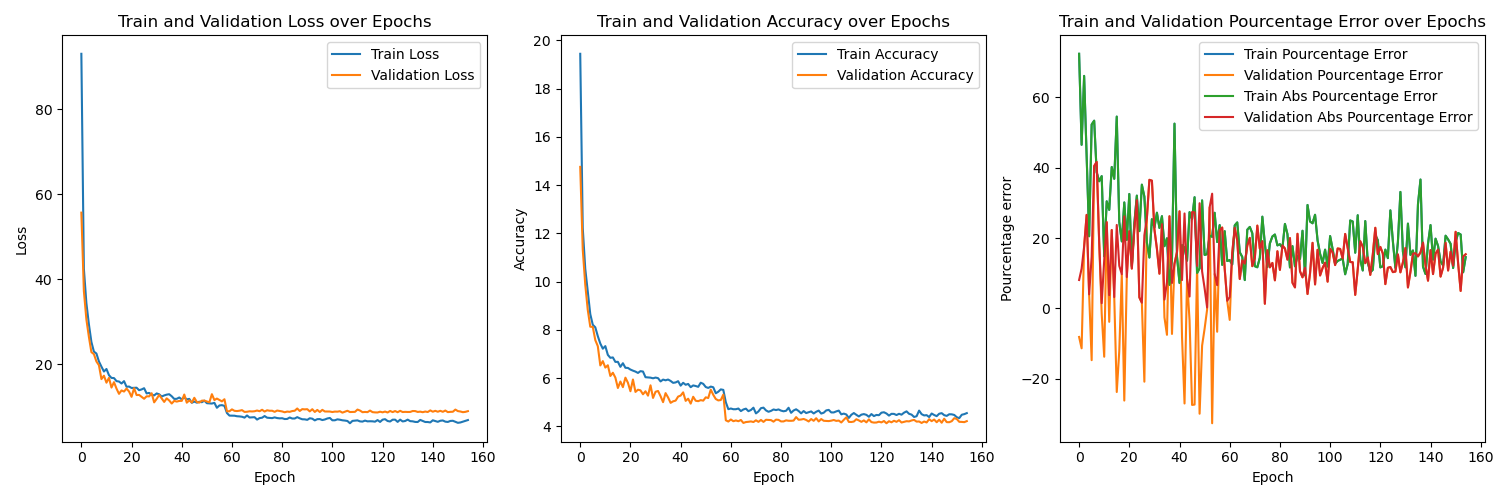 Train and Validation Loss over Epochs
Train Loss
Validation Loss
Loss
80
60
40
20
0 20 40 60 80 100 120 140 160
Epoch
Train and Validation Accuracy over Epochs
Train Accuracy
Validation Accuracy
Accuracy
20
18
16
14
12
10
8
6
4
0 20 40 60 80 100 120 140 160
Epoch
Train and Validation Pourcentage Error over Epochs
Train Pourcentage Error
Validation Pourcentage Error
Train Abs Pourcentage Error
Validation Abs Pourcentage Error
Pourcentage error
60
40
20
0
−20
0 20 40 60 80 100 120 140 160
Epoch